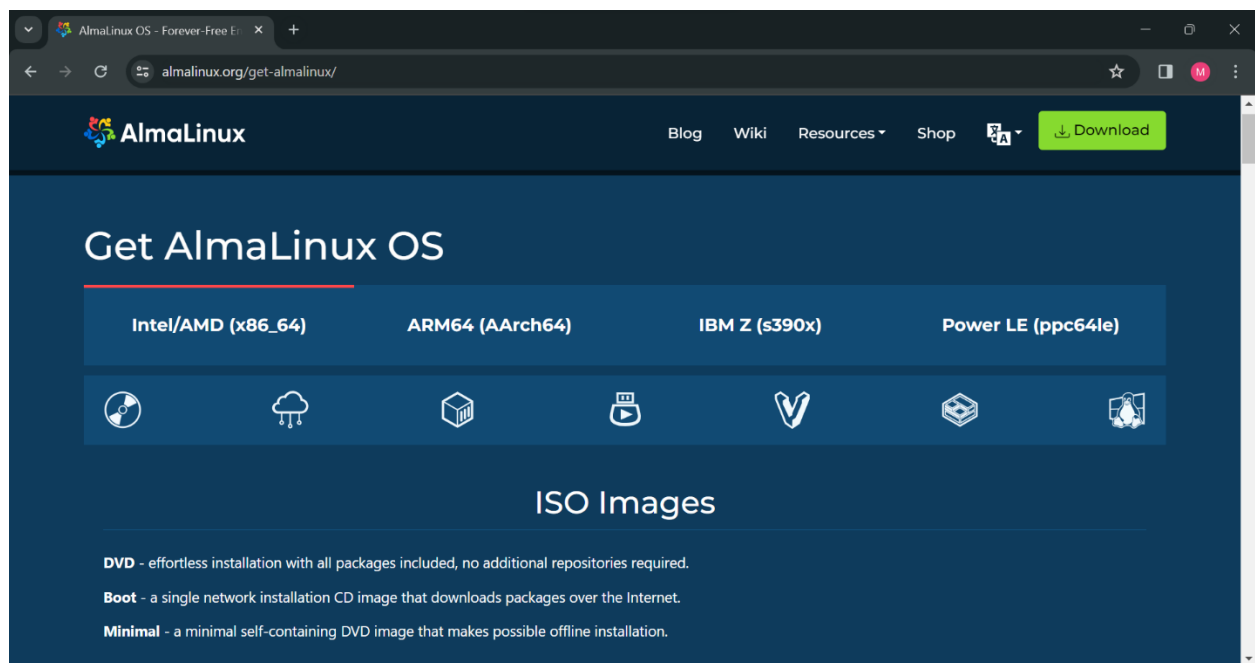 AlmaLinux OS - Forever-Free En
almalinux.org/get-almalinux/
M
AlmaLinux
Blog Wiki Resources Shop Download
Get AlmaLinux OS
Intel/AMD (x86_64) ARM64 (AArch64) IBM Z (s390x) Power LE (ppc64le)
ISO Images
DVD - effortless installation with all packages included, no additional repositories required.
Boot - a single network installation CD image that downloads packages over the Internet.
Minimal - a minimal self-containing DVD image that makes possible offline installation.